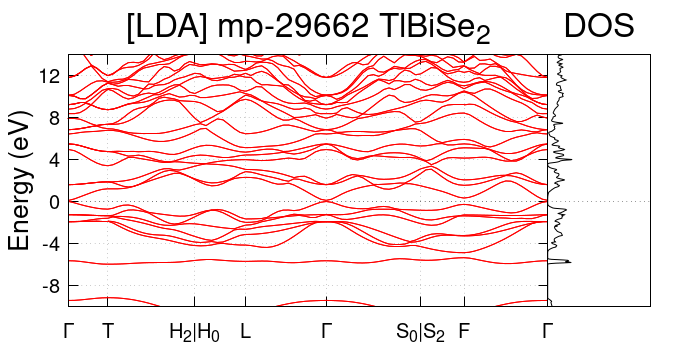 [LDA] mp-29662 TlBiSe2 DOS
Energy (eV)
12
8
4
0
-4
-8
Γ T H2|H0 L Γ S0|S2 F Γ